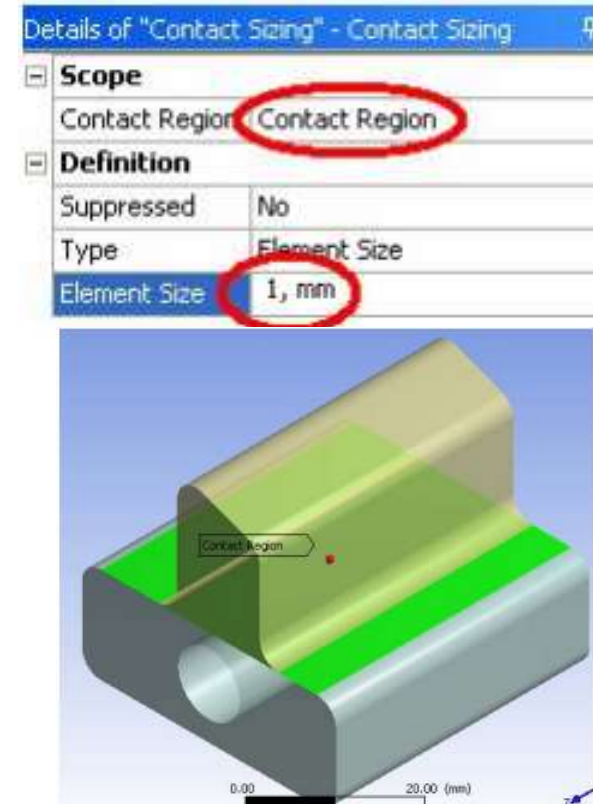 Details of "Contact Sizing" - Contact Sizing
Scope
Contact Region Contact Region
Definition
Suppressed No
Type Element Size
Element Size 1, mm
Contact Region
0.00 20.00 (mm)